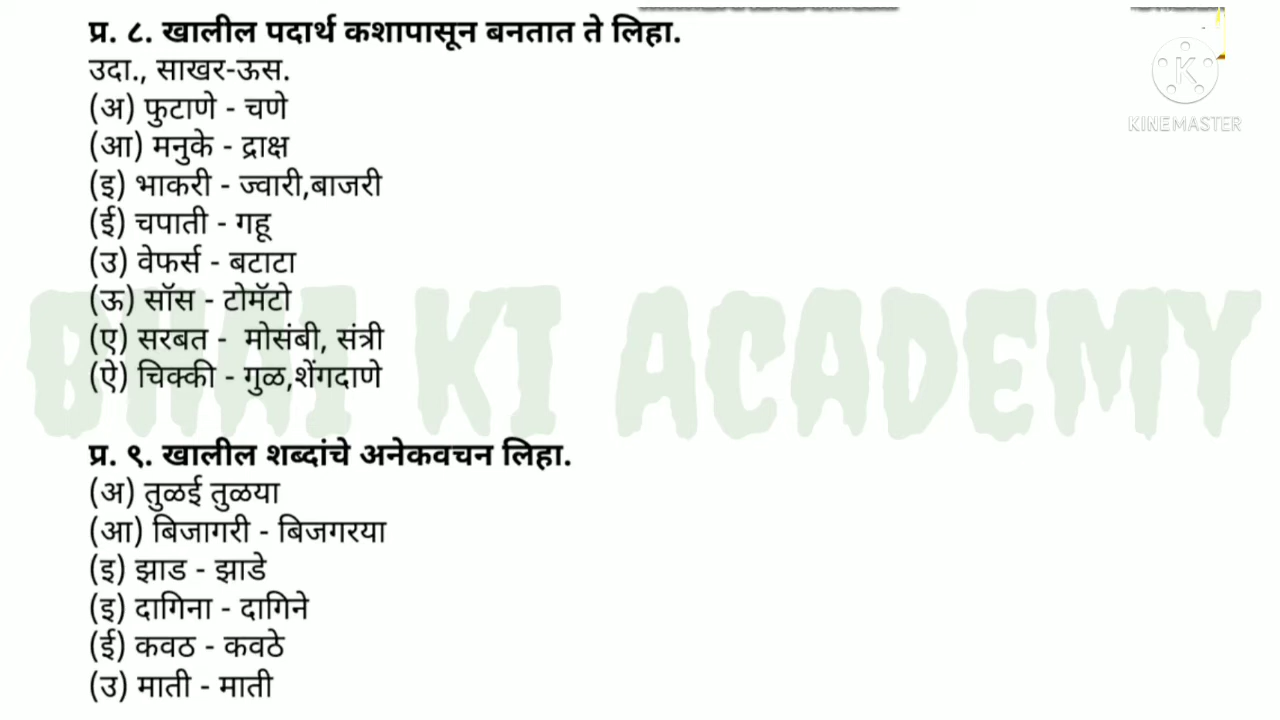 प्र. ८. खालील पदार्थ कशापासून बनतात ते लिहा.
उदा., साखर-ऊस.
(अ) फुटाणे - चणे
(आ) मनुके - द्राक्ष
(इ) भाकरी - ज्वारी,बाजरी
(ई) चपाती - गहू
(उ) वेफर्स - बटाटा
(ऊ) सॉस - टोमॅटो
(ए) सरबत - मोसंबी, संत्री
(ऐ) चिक्की - गुळ,शेंगदाणे
प्र. ९. खालील शब्दांचे अनेकवचन लिहा.
(अ) तुळई तुळया
(आ) बिजागरी - बिजगरया
(इ) झाड - झाडे
(इ) दागिना - दागिने
(ई) कवठ - कवठे
(उ) माती - माती
K
KINEMASTER
BHAI KI ACADEMY